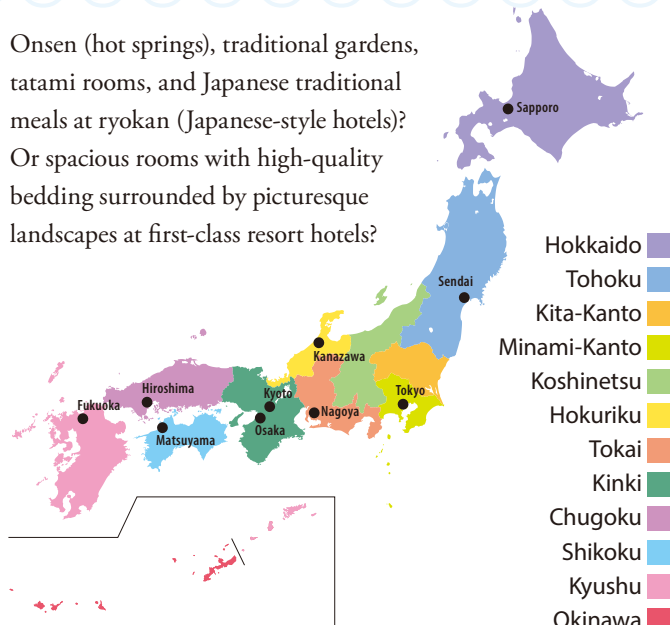 Onsen (hot springs), traditional gardens,
tatami rooms, and Japanese traditional
meals at ryokan (Japanese-style hotels)?
Or spacious rooms with high-quality
bedding surrounded by picturesque
landscapes at first-class resort hotels?
Sapporo
Sendai
Kanazawa
Tokyo
Nagoya
Kyoto
Osaka
Hiroshima
Matsuyama
Fukuoka
Hokkaido
Tohoku
Kita-Kanto
Minami-Kanto
Koshinetsu
Hokuriku
Tokai
Kinki
Chugoku
Shikoku
Kyushu
Okinawa